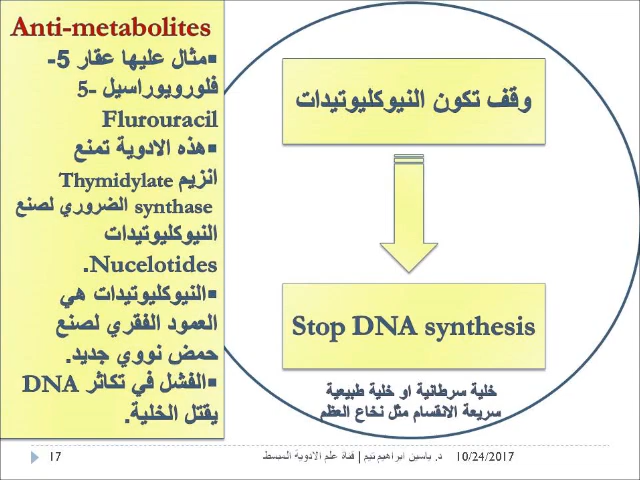 Anti-metabolites
▪مثال عليها عقار 5-
فلورويوراسيل 5-
Flurouracil
▪هذه الادوية تمنع
انزيم Thymidylate
synthase الضروري لصنع
النيوكليوتيدات
Nucelotides.
▪النيوكليوتيدات هي
العمود الفقري لصنع
حمض نووي جديد.
▪الفشل في تكاثر DNA
يقتل الخلية.
وقف تكون النيوكليوتيدات
Stop DNA synthesis
خلية سرطانية او خلية طبيعية
سريعة الانقسام مثل نخاع العظم
17
د. ياسين ابراهيم تيم | قناة علم الادوية المبسط
10/24/2017